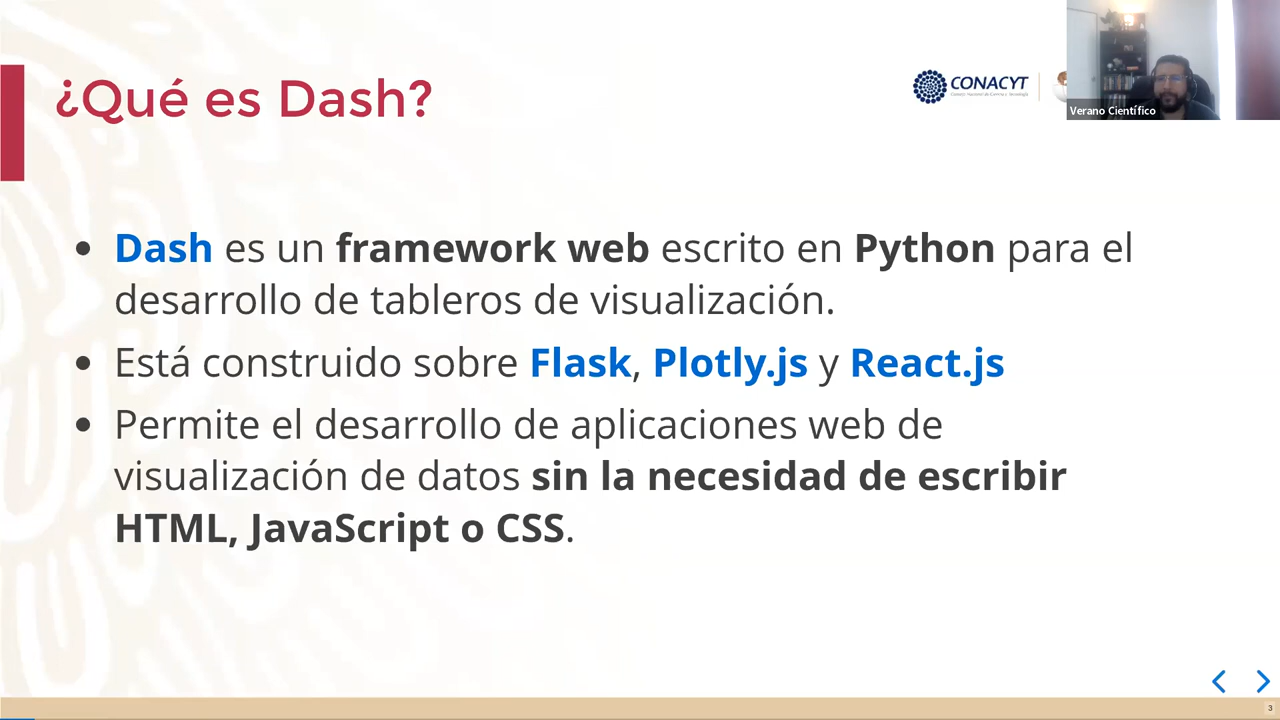 ¿Qué es Dash?
CONACYT
Verano Científico
Dash es un framework web escrito en Python para el
desarrollo de tableros de visualización.
Está construido sobre Flask, Plotly.js y React.js
Permite el desarrollo de aplicaciones web de
visualización de datos sin la necesidad de escribir
HTML, JavaScript o CSS.
3